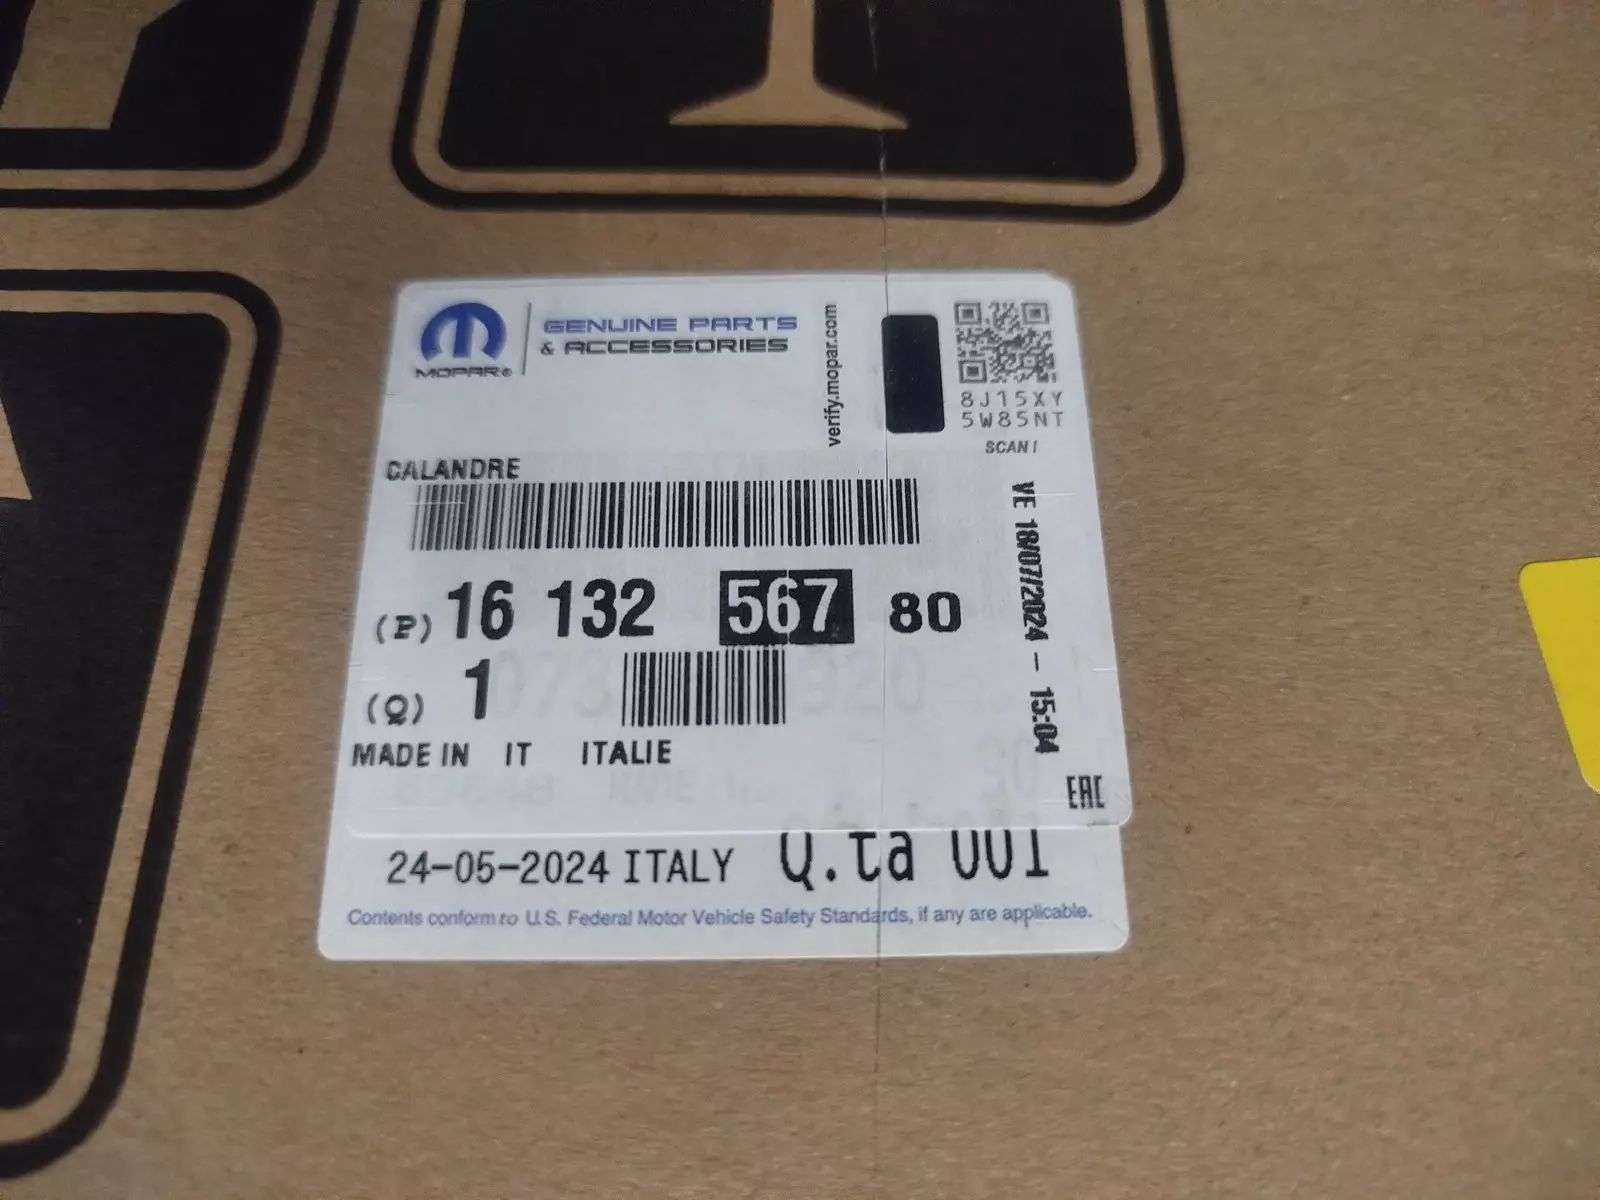 MOPAR®
GENUINE PARTS
& ACCESSORIES
verify.mopar.com
8J15XY
5W85NT
SCAN!
CALANDRE
(P) 16 132 567 80
(Q) 1
VE 18/07/2024 - 15:04
MADE IN IT ITALIE
EAC
24-05-2024 ITALY Q.ta 001
Contents conform to U.S. Federal Motor Vehicle Safety Standards, if any are applicable.